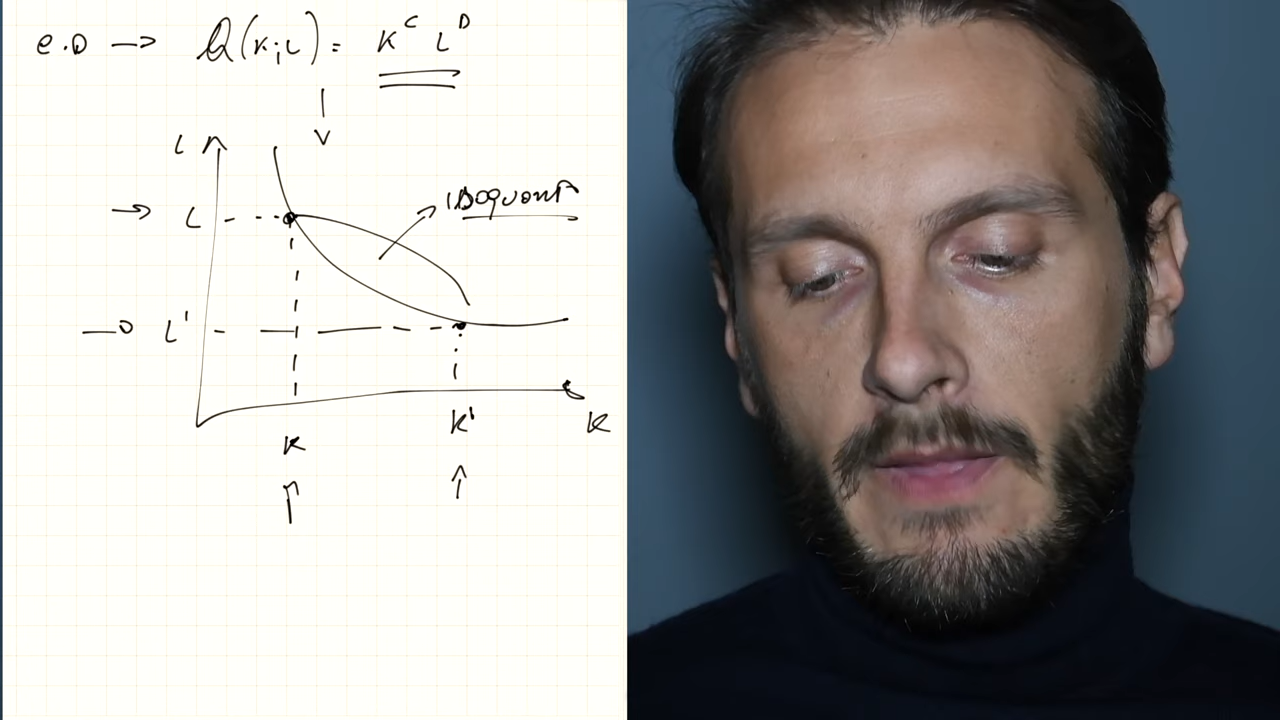 e.g → Q(K;L) = K^C L^D
L
→ L
isoquant
→ L'
K'
K
K